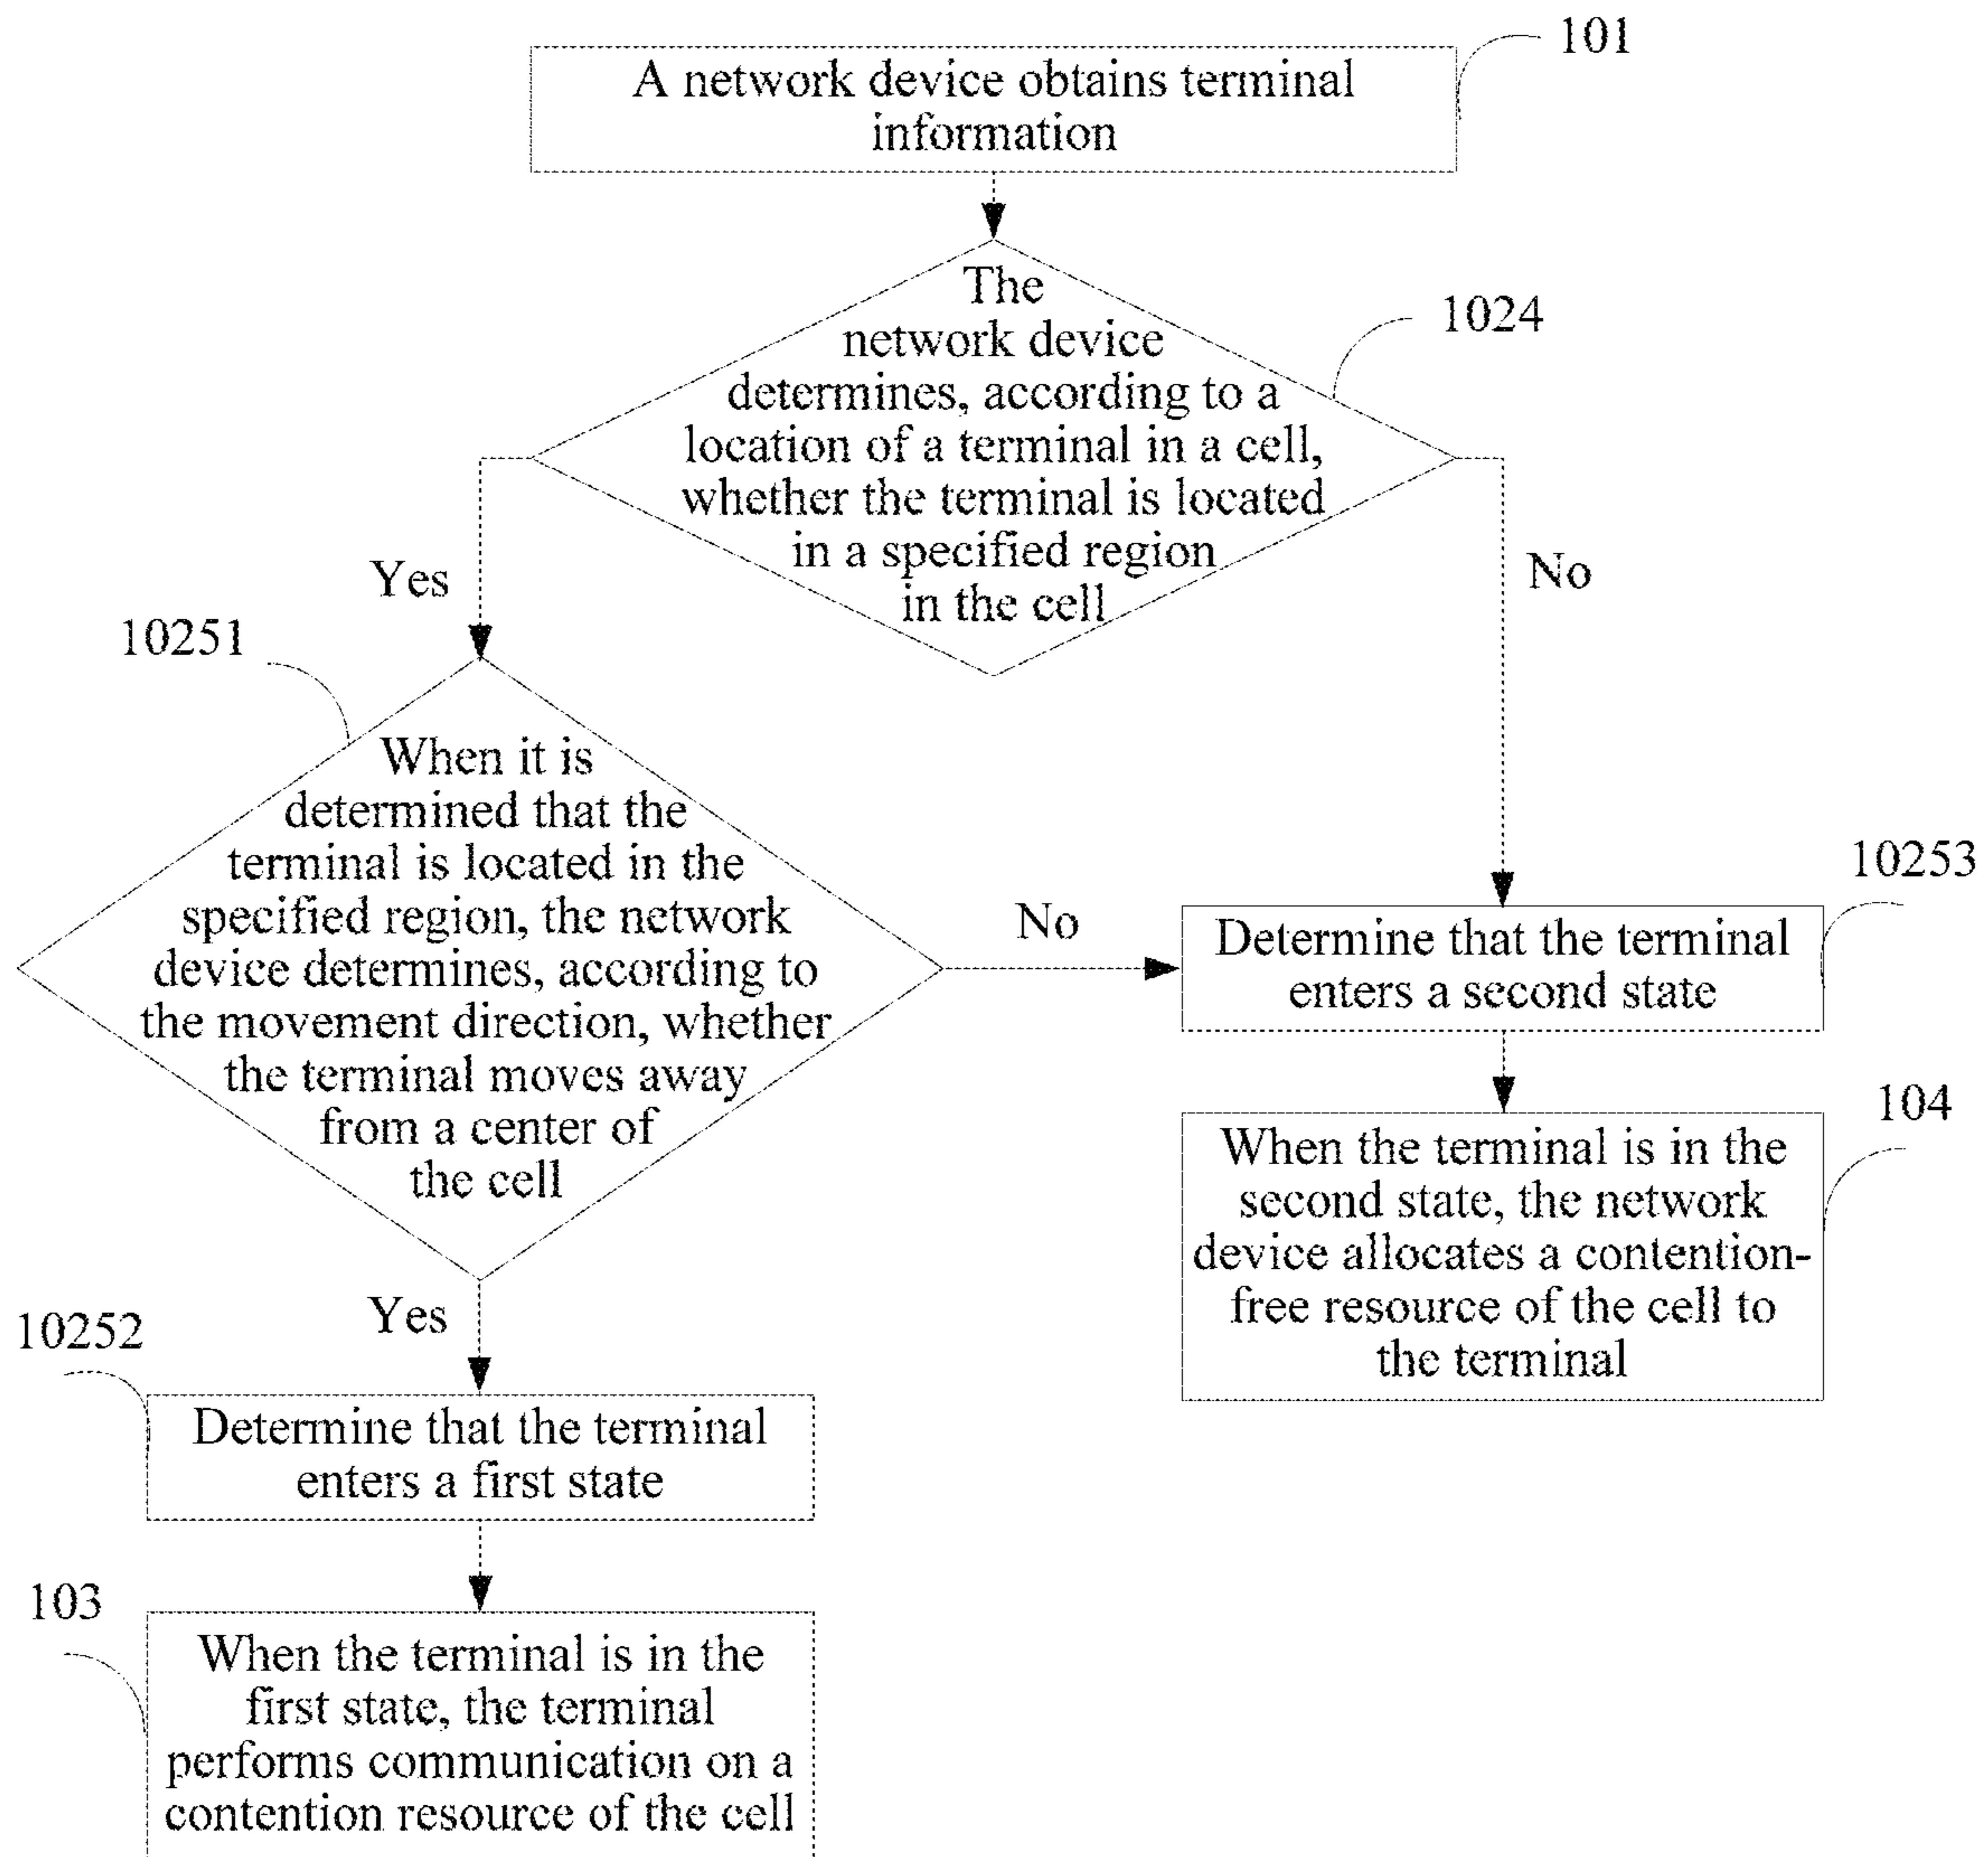 101
A network device obtains terminal
information
The
network device
determines, according to a
location of a terminal in a cell,
whether the terminal is located
in a specified region
in the cell
1024
Yes
No
10251
When it is
determined that the
terminal is located in the
specified region, the network
device determines, according to
the movement direction, whether
the terminal moves away
from a center of
the cell
No
10253
Determine that the terminal
enters a second state
104
When the terminal is in the
second state, the network
device allocates a contention-
free resource of the cell to
the terminal
Yes
10252
Determine that the terminal
enters a first state
103
When the terminal is in the
first state, the terminal
performs communication on a
contention resource of the cell